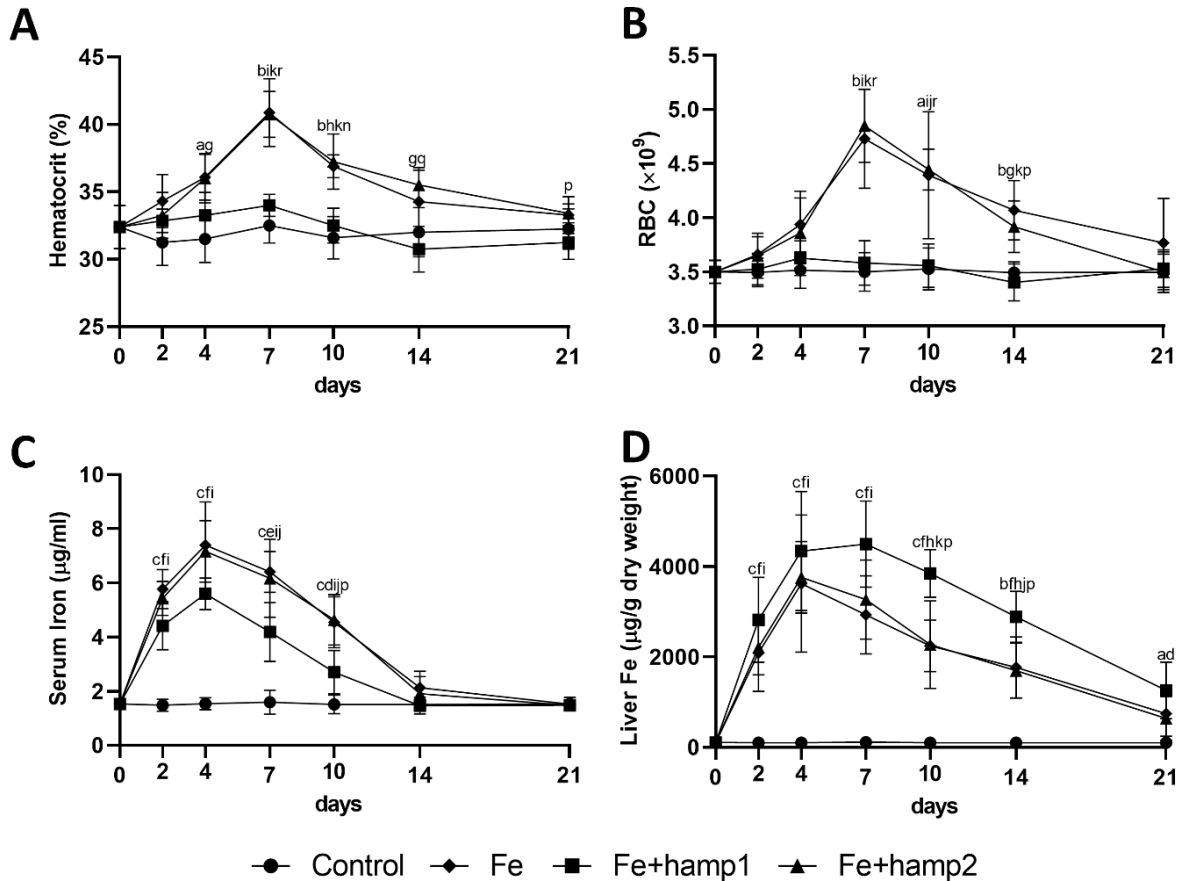 A
Hematocrit (%)
45
40
35
30
25
ag
bikr
bhkn
gg
p
0 2 4 7 10 14 21
days
B
RBC (×10⁹)
5.5
5.0
4.5
4.0
3.5
3.0
bikr
aijr
bgkp
0 2 4 7 10 14 21
days
C
Serum Iron (μg/ml)
10
8
6
4
2
0
cfi
cfi
ceij
cdijp
0 2 4 7 10 14 21
days
D
Liver Fe (μg/g dry weight)
6000
4000
2000
0
cfi
cfi
cfi
cfhkp
bfhjp
ad
0 2 4 7 10 14 21
days
Control Fe Fe+hamp1 Fe+hamp2